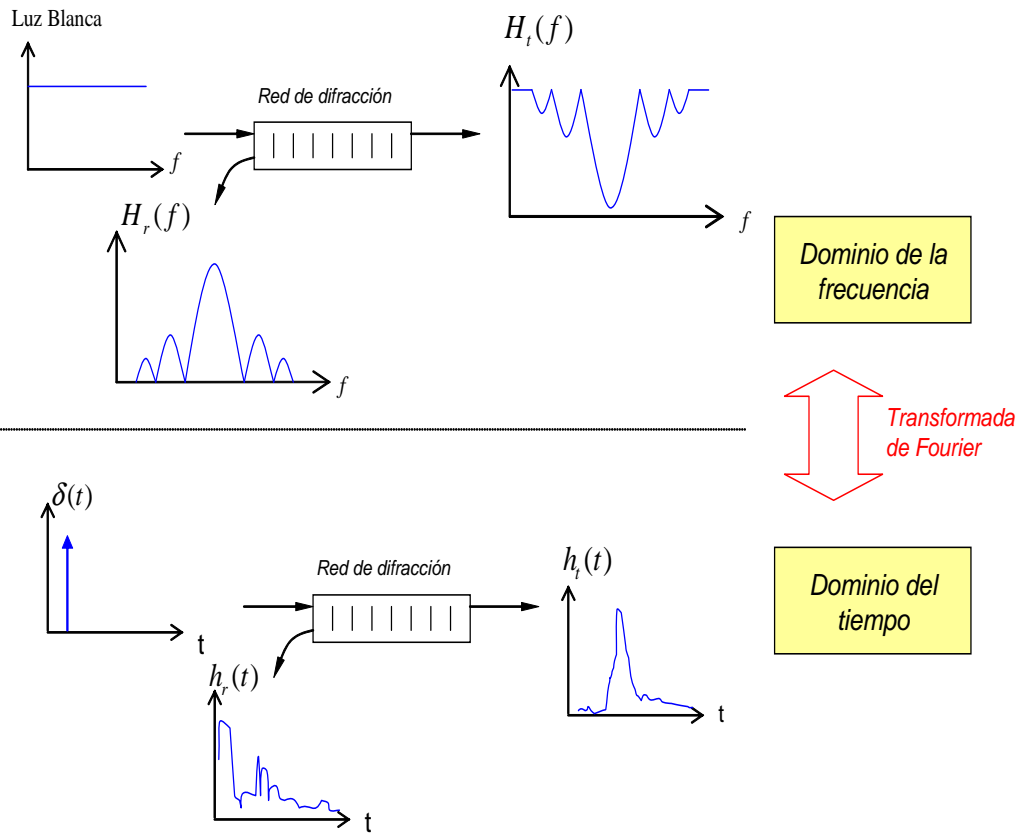 Luz Blanca
f
Red de difracción
H_t(f)
f
H_r(f)
f
Dominio de la
frecuencia
Transformada
de Fourier
δ(t)
t
Red de difracción
h_r(t)
t
h_t(t)
t
Dominio del
tiempo